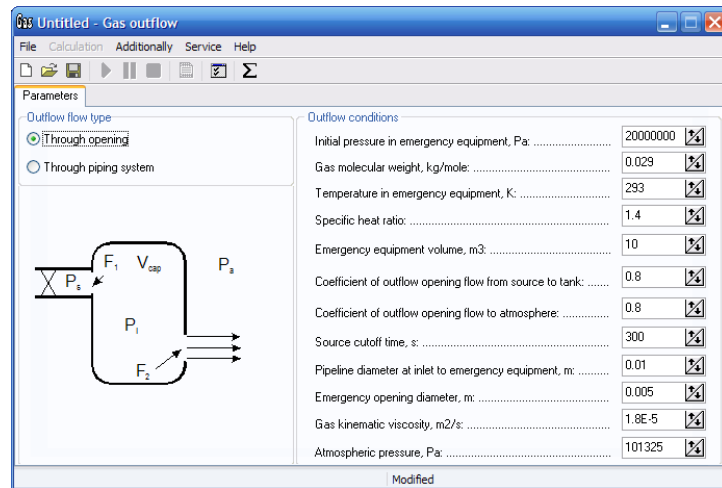 Gas Untitled - Gas outflow
File Calculation Additionally Service Help
Σ
Parameters
Outflow flow type
Through opening
Through piping system
F1 Vcap Pa
Ps
Pi
F2
Outflow conditions
Initial pressure in emergency equipment, Pa: 20000000
Gas molecular weight, kg/mole: 0.029
Temperature in emergency equipment, K: 293
Specific heat ratio: 1.4
Emergency equipment volume, m3: 10
Coefficient of outflow opening flow from source to tank: 0.8
Coefficient of outflow opening flow to atmosphere: 0.8
Source cutoff time, s: 300
Pipeline diameter at inlet to emergency equipment, m: 0.01
Emergency opening diameter, m: 0.005
Gas kinematic viscosity, m2/s: 1.8E-5
Atmospheric pressure, Pa: 101325
Modified